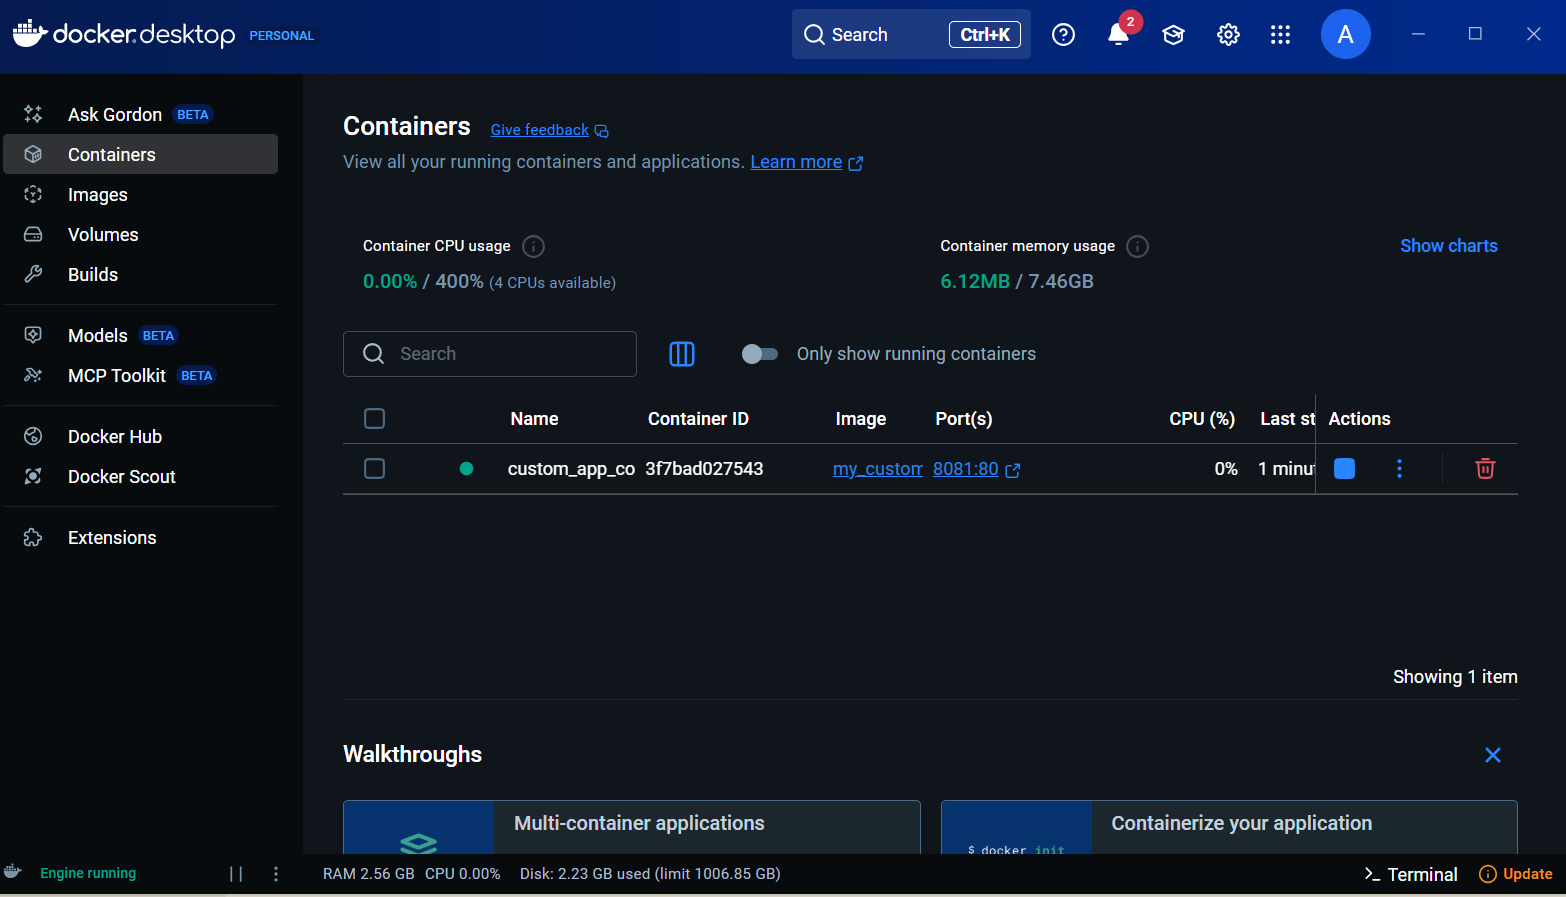 docker.desktop PERSONAL Search Ctrl+K 2 A
Ask Gordon BETA
Containers
Images
Volumes
Builds
Models BETA
MCP Toolkit BETA
Docker Hub
Docker Scout
Extensions
Containers Give feedback
View all your running containers and applications. Learn more
Container CPU usage
0.00% / 400% (4 CPUs available)
Container memory usage
6.12MB / 7.46GB
Show charts
Search Only show running containers
Name Container ID Image Port(s) CPU (%) Last st Actions
custom_app_co 3f7bad027543 my_custom 8081:80 0% 1 minut
Showing 1 item
Walkthroughs
Multi-container applications
Containerize your application
$ docker init
Engine running RAM 2.56 GB CPU 0.00% Disk: 2.23 GB used (limit 1006.85 GB) Terminal Update